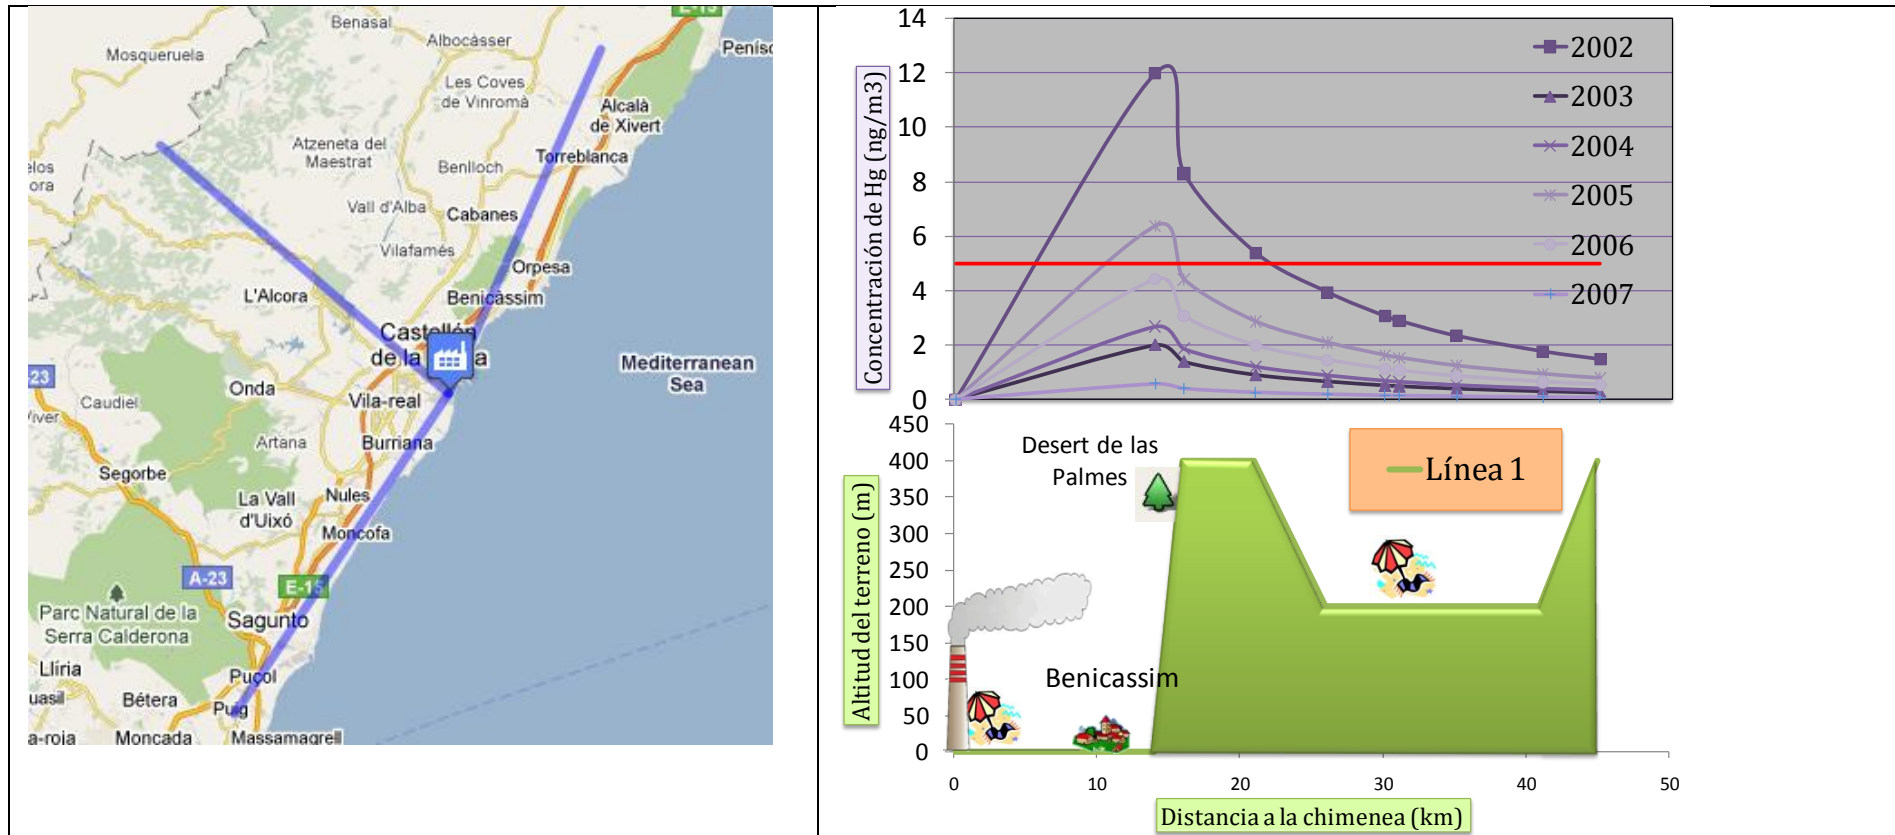 E-15
Benasal
Albocàsser
Mosqueruela
Les Coves
de Vinromà
Alcalà
de Xivert
Atzeneta del
Maestrat
Benlloch
Torreblanca
Vall d'Alba
Cabanes
Vilafamés
Orpesa
L'Alcora
Benicàssim
Castellón
de la
a
Mediterranean
Sea
23
Onda
Caudiel
Vila-real
Artana
Burriana
Segorbe
La Vall
d'Uixó
Nules
Moncofa
A-23
E-15
Parc Natural de la
Serra Calderona
Sagunto
Llíria
Puçol
uasil
Bétera
Puig
a-roja
Moncada
Massamagrell
Concentración de Hg (ng/m3)
14
12
10
8
6
4
2
0
2002
2003
2004
2005
2006
2007
Altitud del terreno (m)
450
400
350
300
250
200
150
100
50
0
Desert de las
Palmes
Línea 1
Benicassim
0 10 20 30 40 50
Distancia a la chimenea (km)